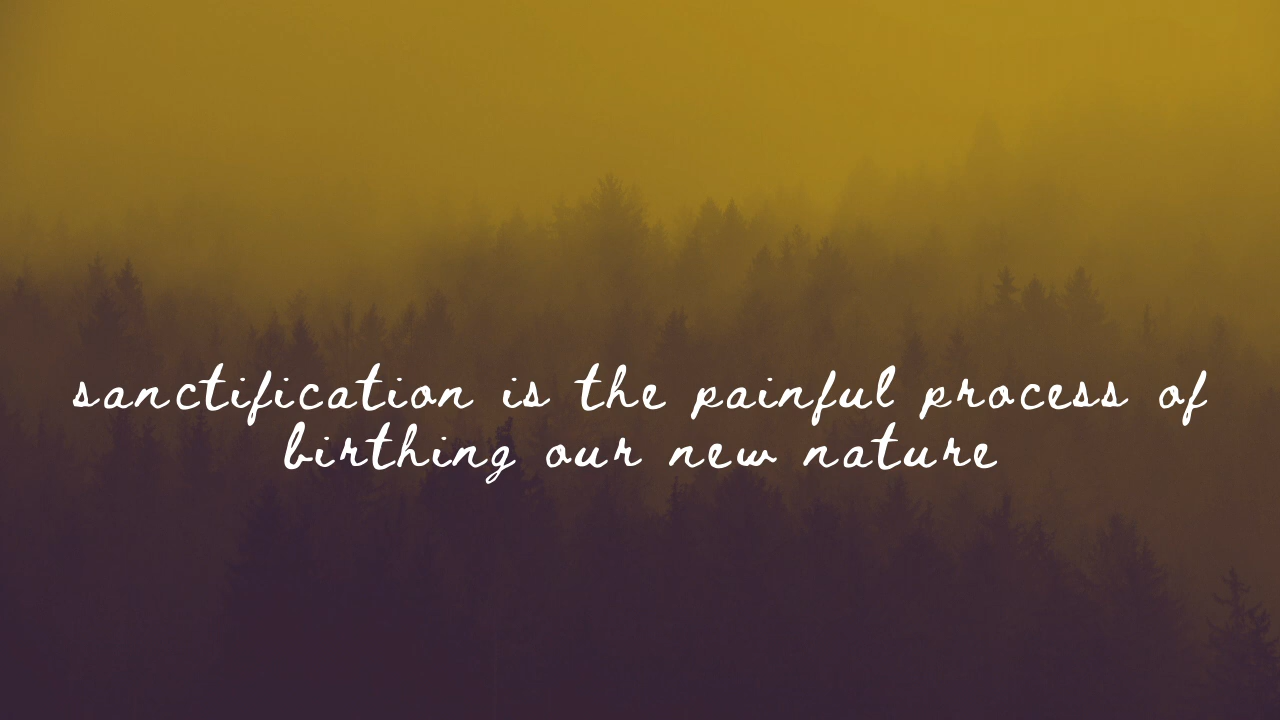 sanctification is the painful process of
birthing our new nature